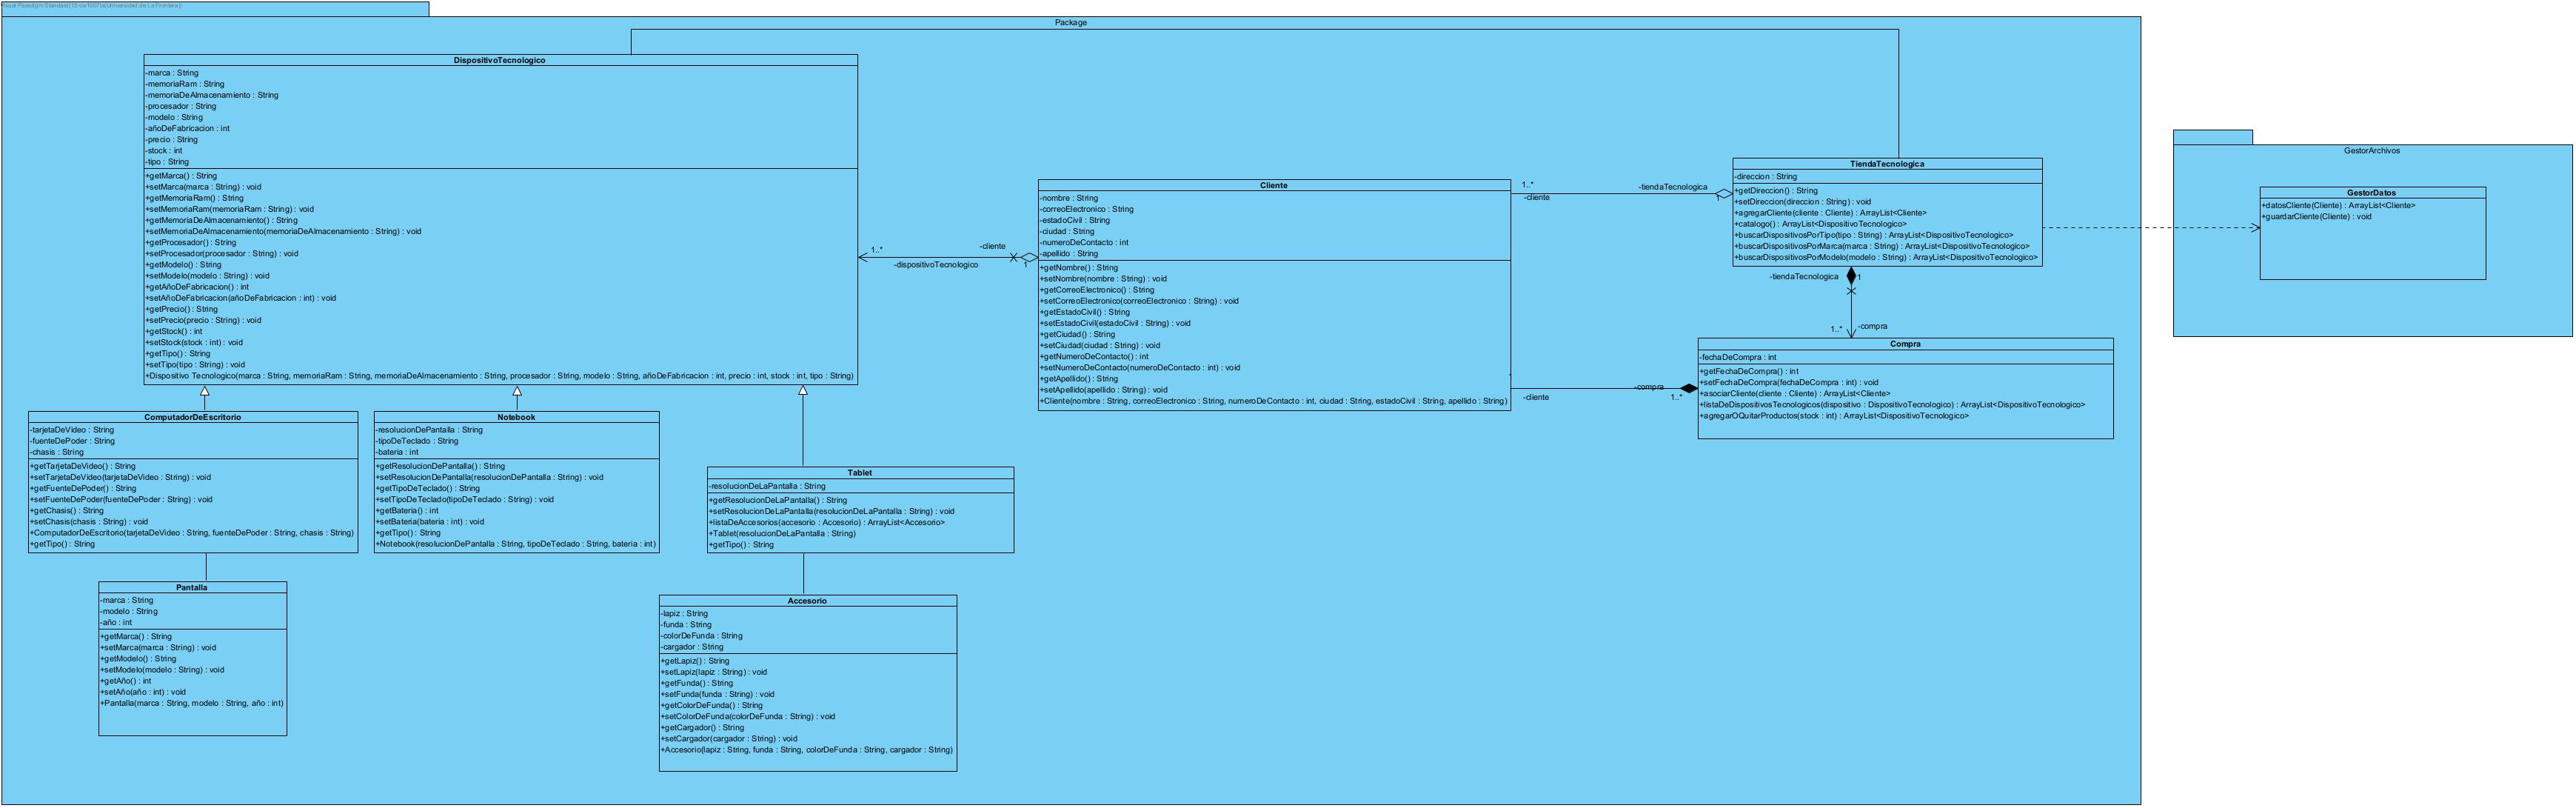 Visual Paradigm Standard(
(Universidad de La Frontera))
Package
DispositivoTecnologico
-marca : String
-memoriaRam : String
-memoriaDeAlmacenamiento : String
-procesador : String
-modelo : String
-añoDeFabricacion : int
-precio : String
-stock : int
-tipo : String
+getMarca() : String
+setMarca(marca : String) : void
+getMemoriaRam() : String
+setMemoriaRam(memoriaRam : String) : void
+getMemoriaDeAlmacenamiento() : String
+setMemoriaDeAlmacenamiento(memoriaDeAlmacenamiento : String) : void
+getProcesador() : String
+setProcesador(procesador : String) : void
+getModelo() : String
+setModelo(modelo : String) : void
+getAñoDeFabricacion() : int
+setAñoDeFabricacion(añoDeFabricacion : int) : void
+getPrecio() : String
+setPrecio(precio : String) : void
+getStock() : int
+setStock(stock : int) : void
+getTipo() : String
+setTipo(tipo : String) : void
+Dispositivo Tecnologico(marca : String, memoriaRam : String, memoriaDeAlmacenamiento : String, procesador : String, modelo : String, añoDeFabricacion : int, precio : int, stock : int, tipo : String)
1..*
-dispositivoTecnologico
-cliente
1
Cliente
-nombre : String
-correoElectronico : String
-estadoCivil : String
-ciudad : String
-numeroDeContacto : int
-apellido : String
+getNombre() : String
+setNombre(nombre : String) : void
+getCorreoElectronico() : String
+setCorreoElectronico(correoElectronico : String) : void
+getEstadoCivil() : String
+setEstadoCivil(estadoCivil : String) : void
+getCiudad() : String
+setCiudad(ciudad : String) : void
+getNumeroDeContacto() : int
+setNumeroDeContacto(numeroDeContacto : int) : void
+getApellido() : String
+setApellido(apellido : String) : void
+Cliente(nombre : String, correoElectronico : String, numeroDeContacto : int, ciudad : String, estadoCivil : String, apellido : String)
1..*
-cliente
-tiendaTecnologica
1
TiendaTecnologica
-direccion : String
+getDireccion() : String
+setDireccion(direccion : String) : void
+agregarCliente(cliente : Cliente) : ArrayList<Cliente>
+catalogo() : ArrayList<DispositivoTecnologico>
+buscarDispositivosPorTipo(tipo : String) : ArrayList<DispositivoTecnologico>
+buscarDispositivosPorMarca(marca : String) : ArrayList<DispositivoTecnologico>
+buscarDispositivosPorModelo(modelo : String) : ArrayList<DispositivoTecnologico>
-tiendaTecnologica
1
1..*
-compra
Compra
-fechaDeCompra : int
+getFechaDeCompra() : int
+setFechaDeCompra(fechaDeCompra : int) : void
+asociarCliente(cliente : Cliente) : ArrayList<Cliente>
+listaDeDispositivosTecnologicos(dispositivo : DispositivoTecnologico) : ArrayList<DispositivoTecnologico>
+agregarOQuitarProductos(stock : int) : ArrayList<DispositivoTecnologico>
-cliente
-compra
1..*
GestorArchivos
GestorDatos
+datosCliente(Cliente) : ArrayList<Cliente>
+guardarCliente(Cliente) : void
ComputadorDeEscritorio
-tarjetaDeVideo : String
-fuenteDePoder : String
-chasis : String
+getTarjetaDeVideo() : String
+setTarjetaDeVideo(tarjetaDeVideo : String) : void
+getFuenteDePoder() : String
+setFuenteDePoder(fuenteDePoder : String) : void
+getChasis() : String
+setChasis(chasis : String) : void
+ComputadorDeEscritorio(tarjetaDeVideo : String, fuenteDePoder : String, chasis : String)
+getTipo() : String
Notebook
-resolucionDePantalla : String
-tipoDeTeclado : String
-bateria : int
+getResolucionDePantalla() : String
+setResolucionDePantalla(resolucionDePantalla : String) : void
+getTipoDeTeclado() : String
+setTipoDeTeclado(tipoDeTeclado : String) : void
+getBateria() : int
+setBateria(bateria : int) : void
+getTipo() : String
+Notebook(resolucionDePantalla : String, tipoDeTeclado : String, bateria : int)
Tablet
-resolucionDeLaPantalla : String
+getResolucionDeLaPantalla() : String
+setResolucionDeLaPantalla(resolucionDeLaPantalla : String) : void
+listaDeAccesorios(accesorio : Accesorio) : ArrayList<Accesorio>
+Tablet(resolucionDeLaPantalla : String)
+getTipo() : String
Pantalla
-marca : String
-modelo : String
-año : int
+getMarca() : String
+setMarca(marca : String) : void
+getModelo() : String
+setModelo(modelo : String) : void
+getAño() : int
+setAño(año : int) : void
+Pantalla(marca : String, modelo : String, año : int)
Accesorio
-lapiz : String
-funda : String
-colorDeFunda : String
-cargador : String
+getLapiz() : String
+setLapiz(lapiz : String) : void
+getFunda() : String
+setFunda(funda : String) : void
+getColorDeFunda() : String
+setColorDeFunda(colorDeFunda : String) : void
+getCargador() : String
+setCargador(cargador : String) : void
+Accesorio(lapiz : String, funda : String, colorDeFunda : String, cargador : String)